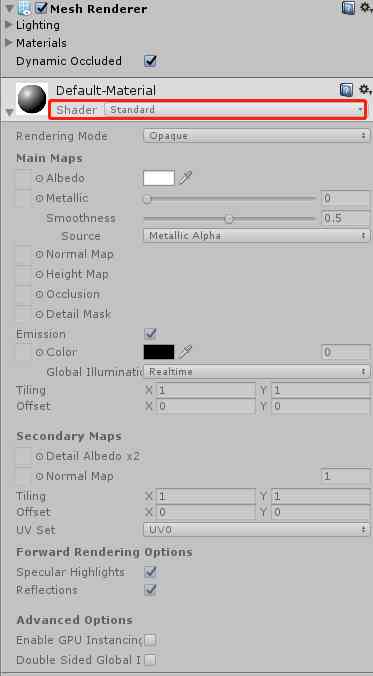 Mesh Renderer
Lighting
Materials
Dynamic Occluded
Default-Material
Shader Standard
Rendering Mode Opaque
Main Maps
Albedo
Metallic 0
Smoothness 0.5
Source Metallic Alpha
Normal Map
Height Map
Occlusion
Detail Mask
Emission
Color 0
Global Illuminatio Realtime
Tiling X 1 Y 1
Offset X 0 Y 0
Secondary Maps
Detail Albedo x2
Normal Map 1
Tiling X 1 Y 1
Offset X 0 Y 0
UV Set UV0
Forward Rendering Options
Specular Highlights
Reflections
Advanced Options
Enable GPU Instancing
Double Sided Global I